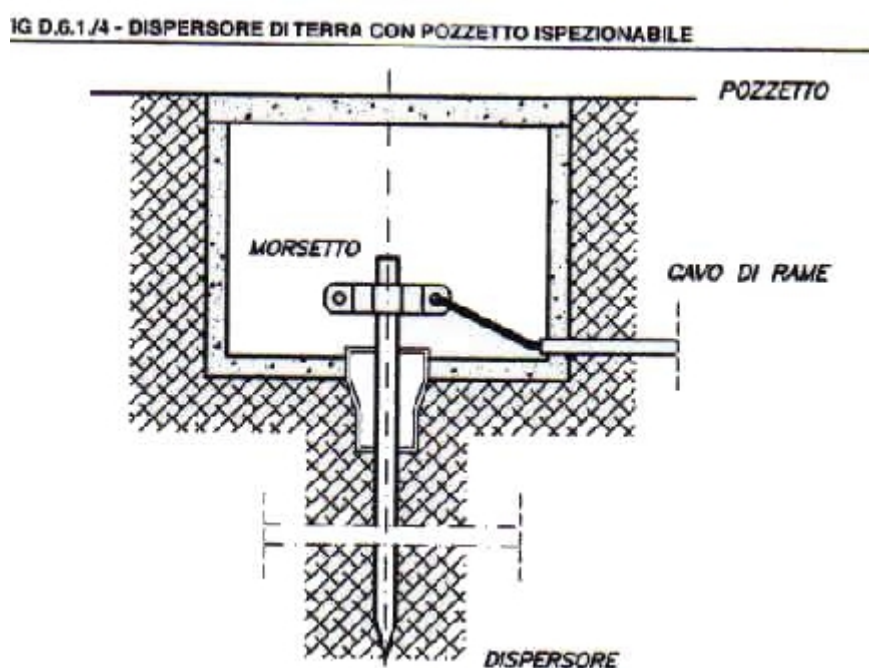 IG D.6.1./4 - DISPERSORE DI TERRA CON POZZETTO ISPEZIONABILE
POZZETTO
MORSETTO
CAVO DI RAME
DISPERSORE